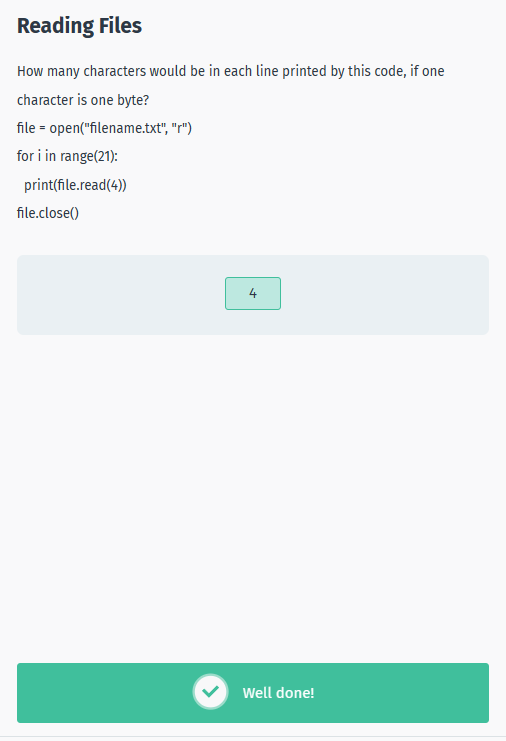 Reading Files
How many characters would be in each line printed by this code, if one
character is one byte?
file = open("filename.txt", "r")
for i in range(21):
  print(file.read(4))
file.close()
4
Well done!